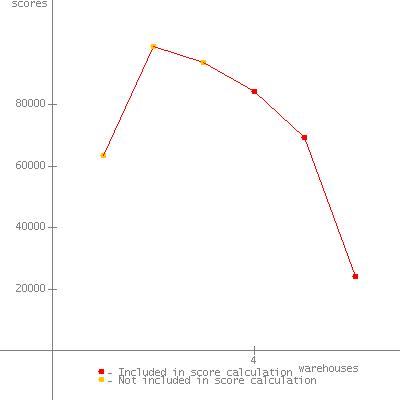 scores
80000
60000
40000
20000
4
warehouses
- Included in score calculation
- Not included in score calculation